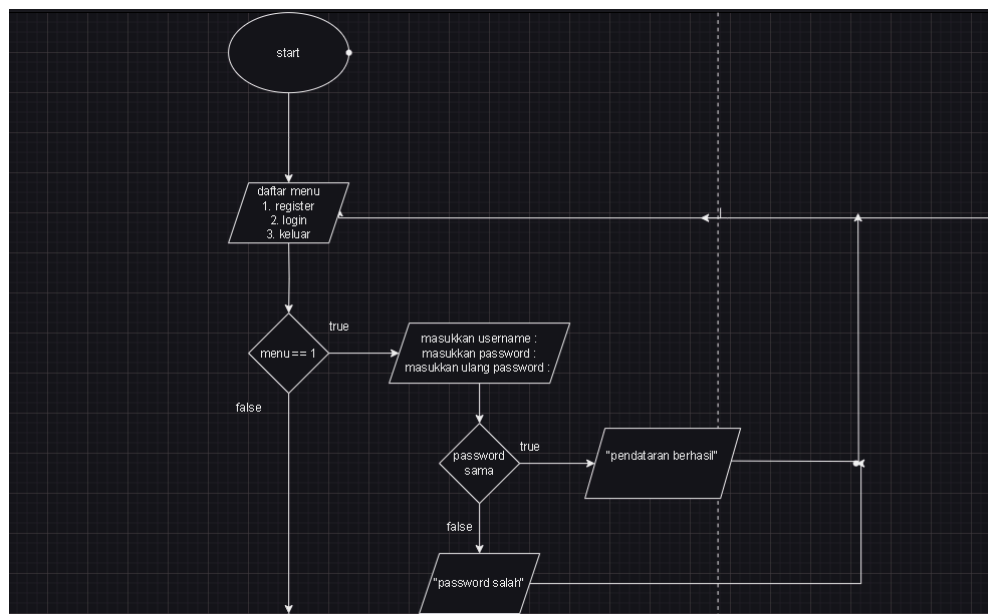 start
daftar menu
1. register
2. login
3. keluar
true
menu == 1
masukkan username :
masukkan password :
masukkan ulang password :
false
password
sama
true
"pendataran berhasil"
false
"password salah"